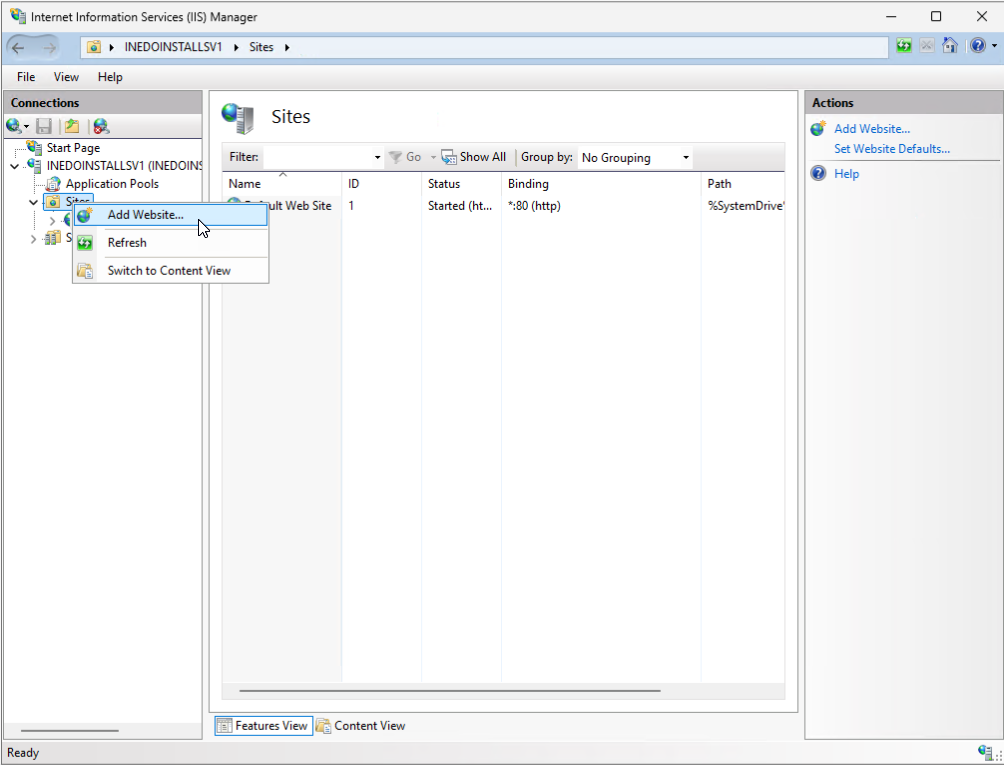 Internet Information Services (IIS) Manager
INEDOINSTALLSV1 Sites
File View Help
Connections
Start Page
INEDOINSTALLSV1 (INEDOINS
Application Pools
Sites
Add Website...
Refresh
Switch to Content View
Sites
Filter: Go Show All Group by: No Grouping
Name ID Status Binding Path
ult Web Site 1 Started (ht... *:80 (http) %SystemDrive'
Features View Content View
Actions
Add Website...
Set Website Defaults...
Help
Ready